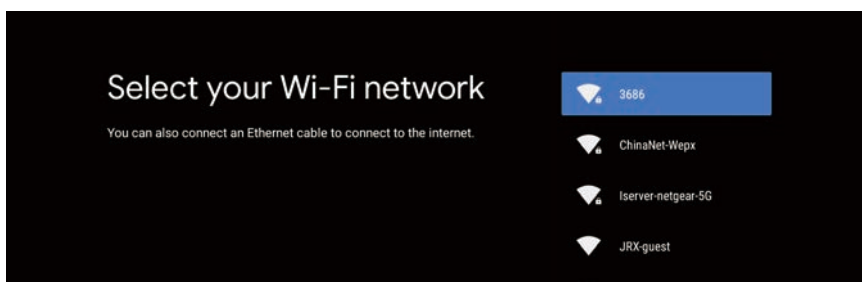 Select your Wi-Fi network
You can also connect an Ethernet cable to connect to the internet.
3686
ChinaNet-Wepx
Iserver-netgear-5G
JRX-guest